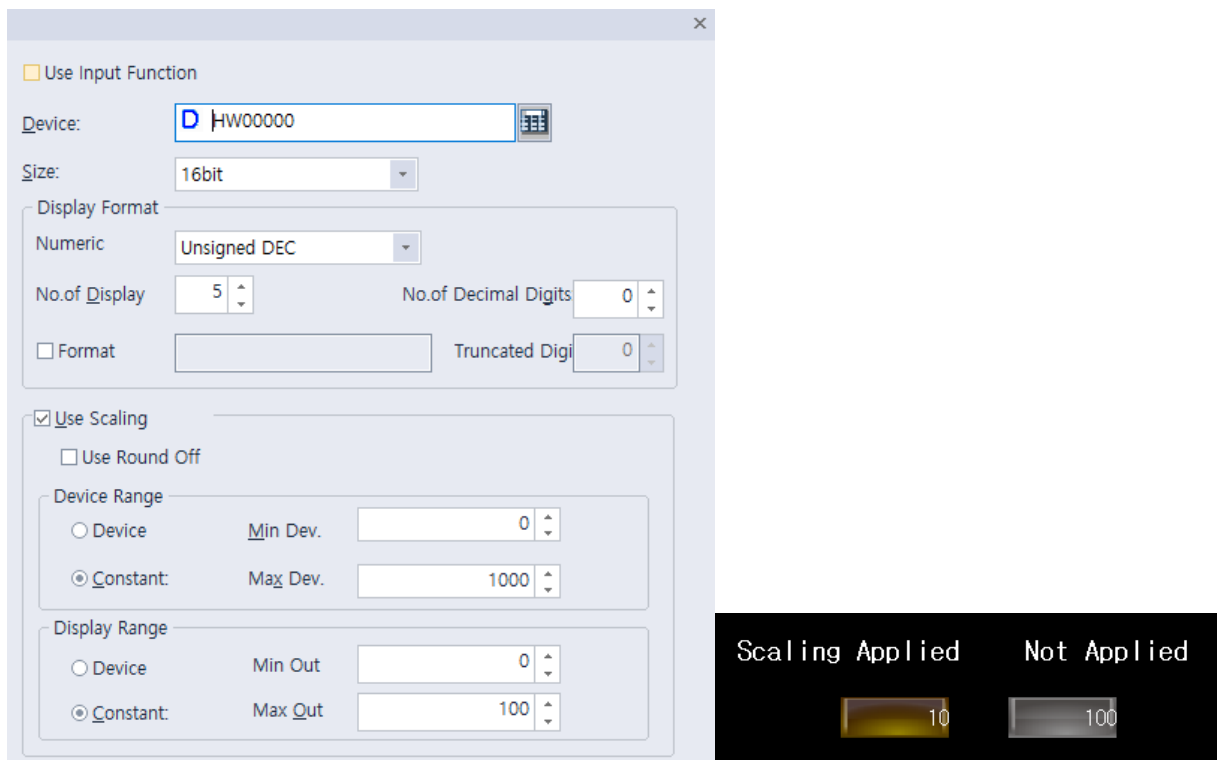 Use Input Function
Device: D HW00000
Size: 16bit
Display Format
Numeric Unsigned DEC
No.of Display 5 No.of Decimal Digits 0
Format Truncated Digi 0
Use Scaling
Use Round Off
Device Range
Device Min Dev. 0
Constant: Max Dev. 1000
Display Range
Device Min Out 0
Constant: Max Out 100
Scaling Applied Not Applied
10 100